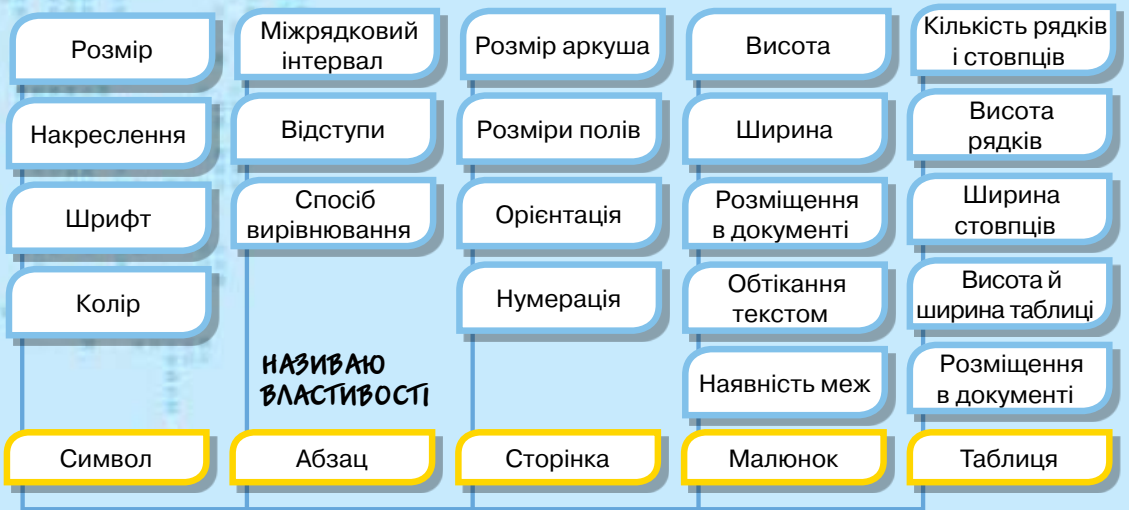 Розмір
Накреслення
Шрифт
Колір
Символ
Міжрядковий
інтервал
Відступи
Спосіб
вирівнювання
НАЗИВАЮ
ВЛАСТИВОСТІ
Абзац
Розмір аркуша
Розміри полів
Орієнтація
Нумерація
Сторінка
Висота
Ширина
Розміщення
в документі
Обтікання
текстом
Наявність меж
Малюнок
Кількість рядків
і стовпців
Висота
рядків
Ширина
стовпців
Висота й
ширина таблиці
Розміщення
в документі
Таблиця